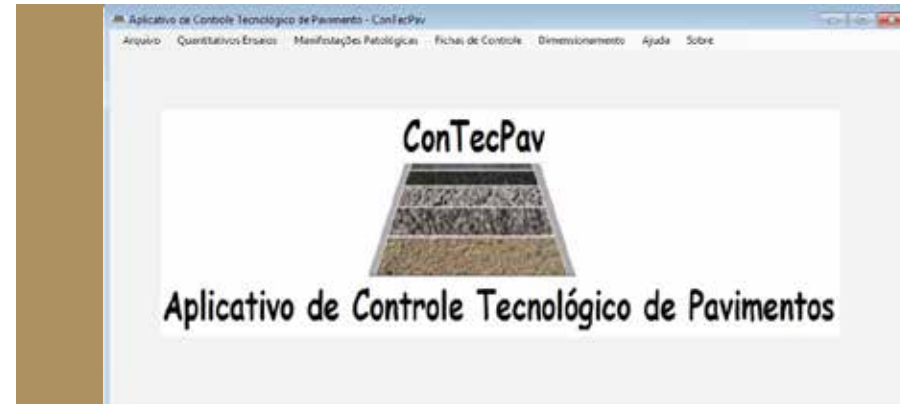 Aplicativo de Controle Tecnológico de Pavimento - ConTecPav
Arquivo Quantitativos Ensaios Manifestações Patológicas Fichas de Controle Dimensionamento Ajuda Sobre
ConTecPav
Aplicativo de Controle Tecnológico de Pavimentos